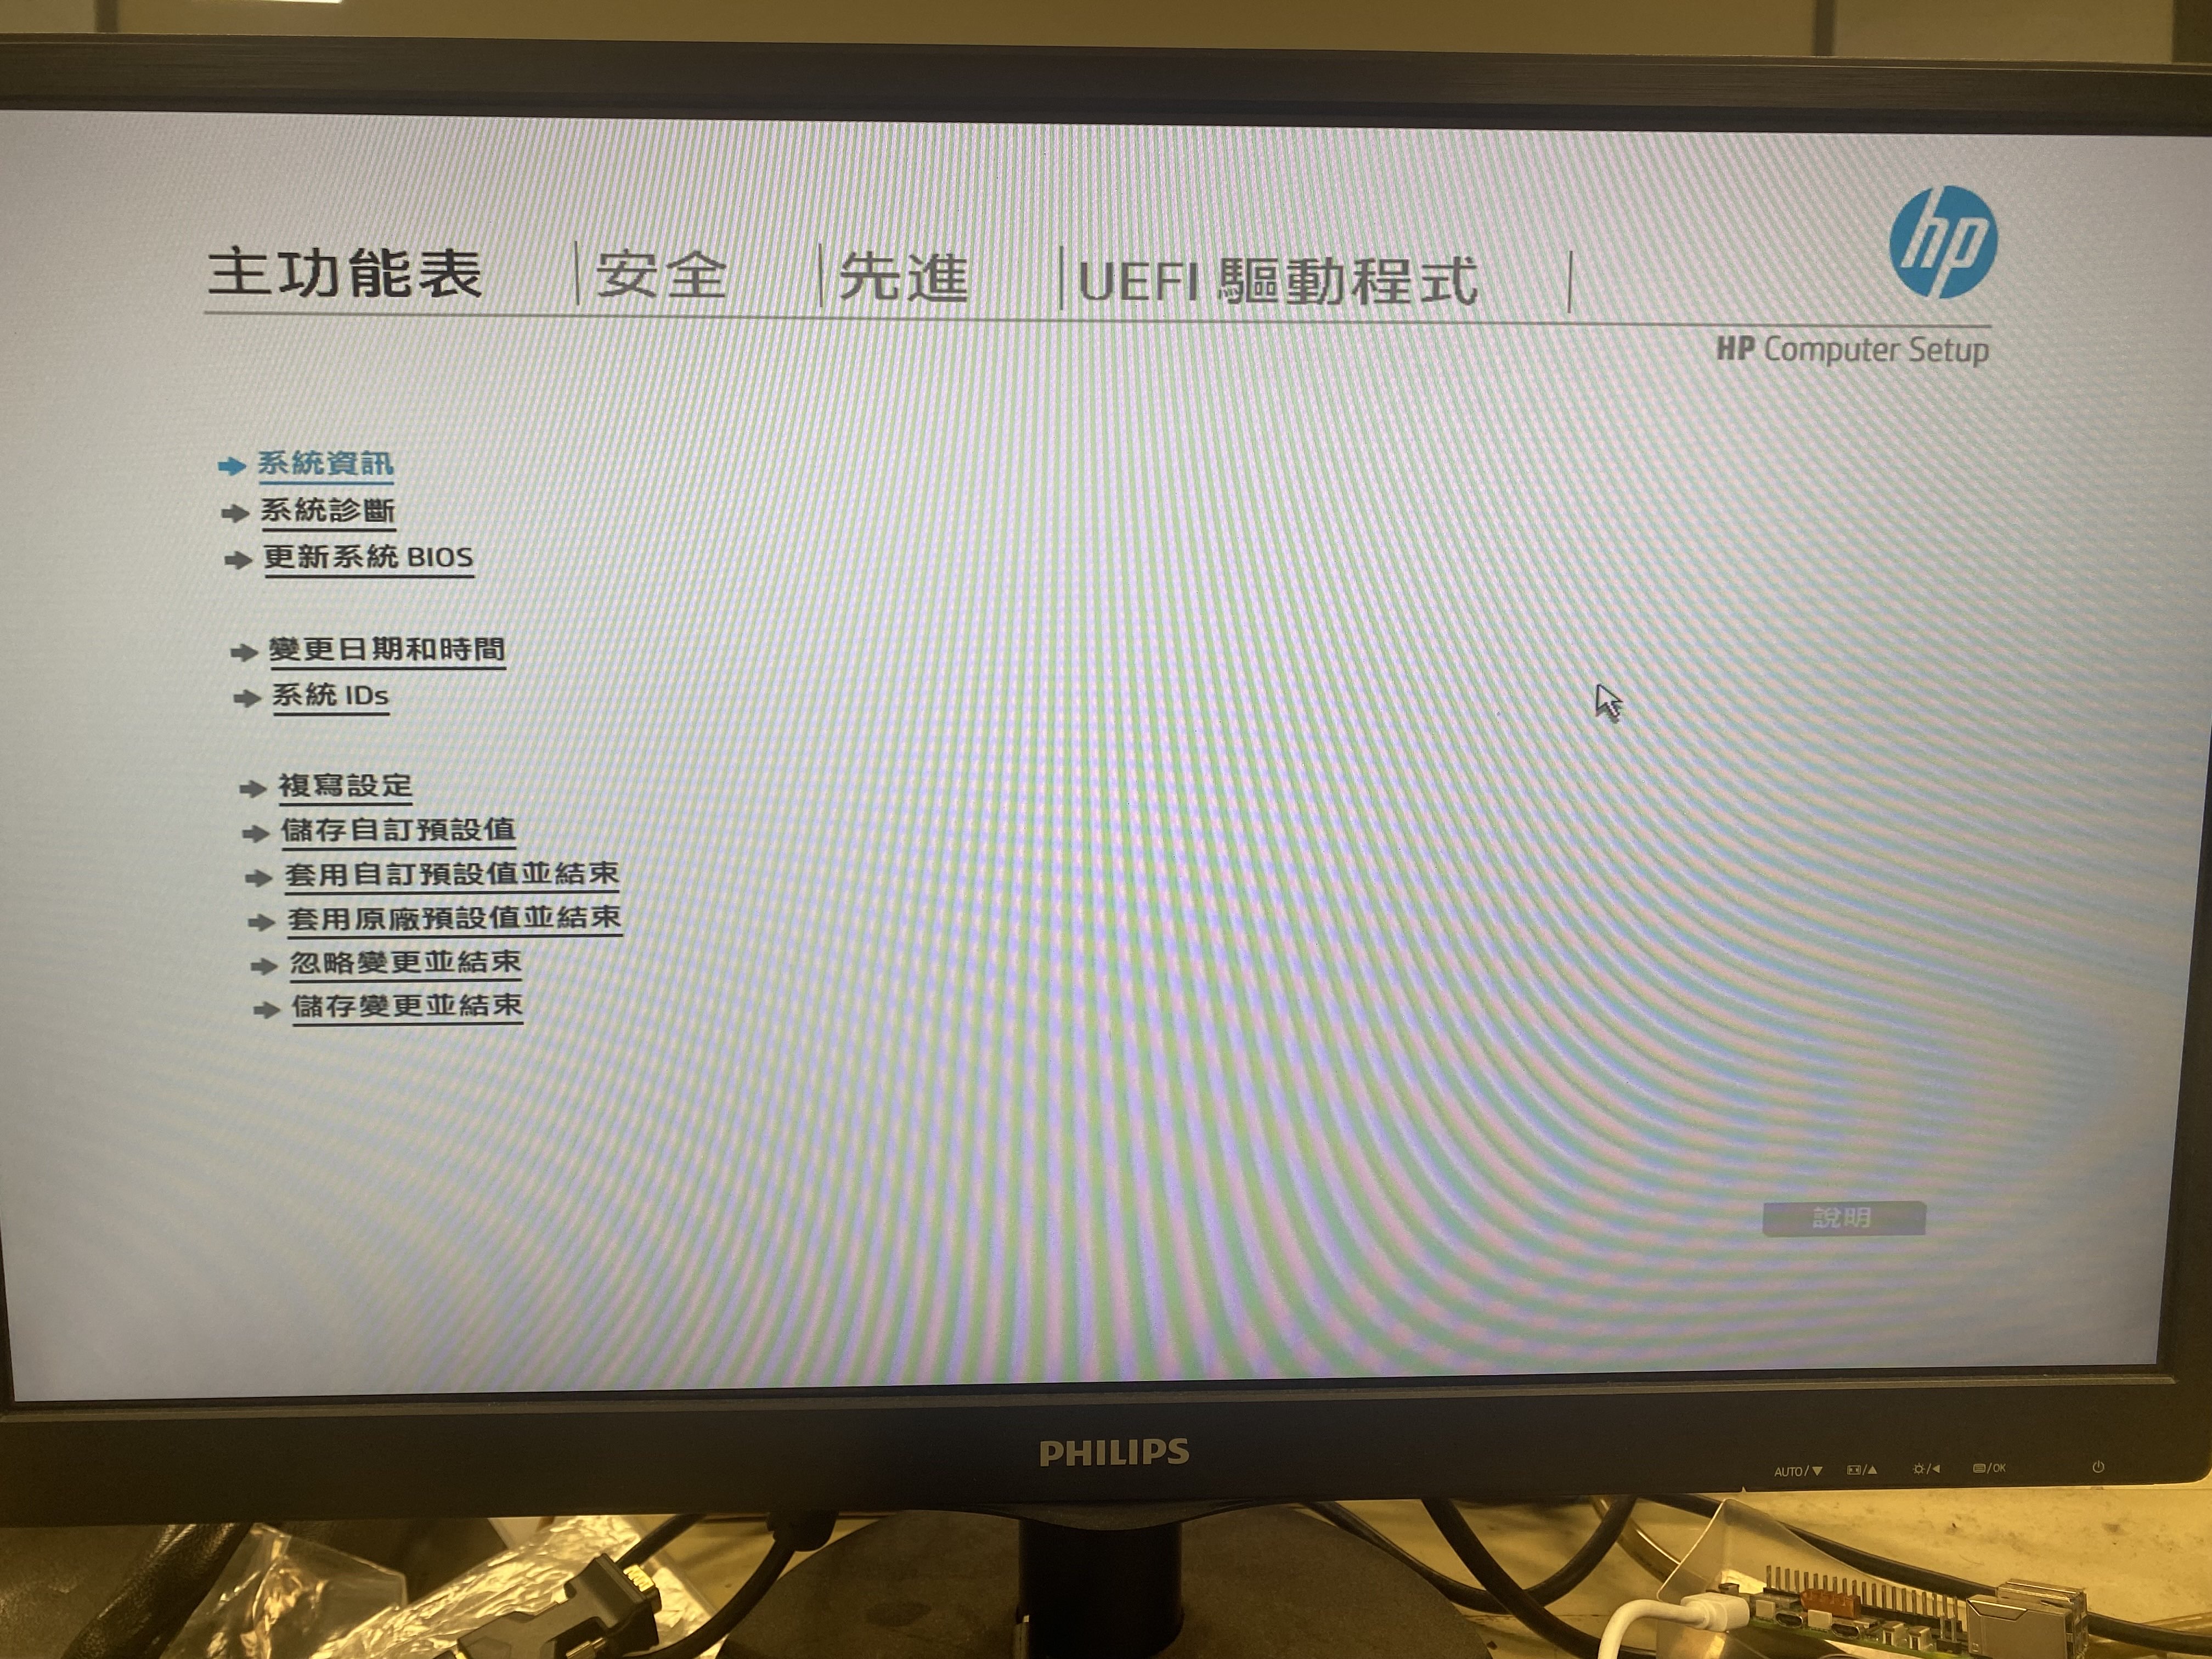 主功能表 安全 先進 UEFI 驅動程式
hp
HP Computer Setup
系統資訊
系統診斷
更新系統 BIOS
變更日期和時間
系統 IDs
複寫設定
儲存自訂預設值
套用自訂預設值並結束
套用原廠預設值並結束
忽略變更並結束
儲存變更並結束
說明
PHILIPS
AUTO/▼ /▲ /◀ /OK